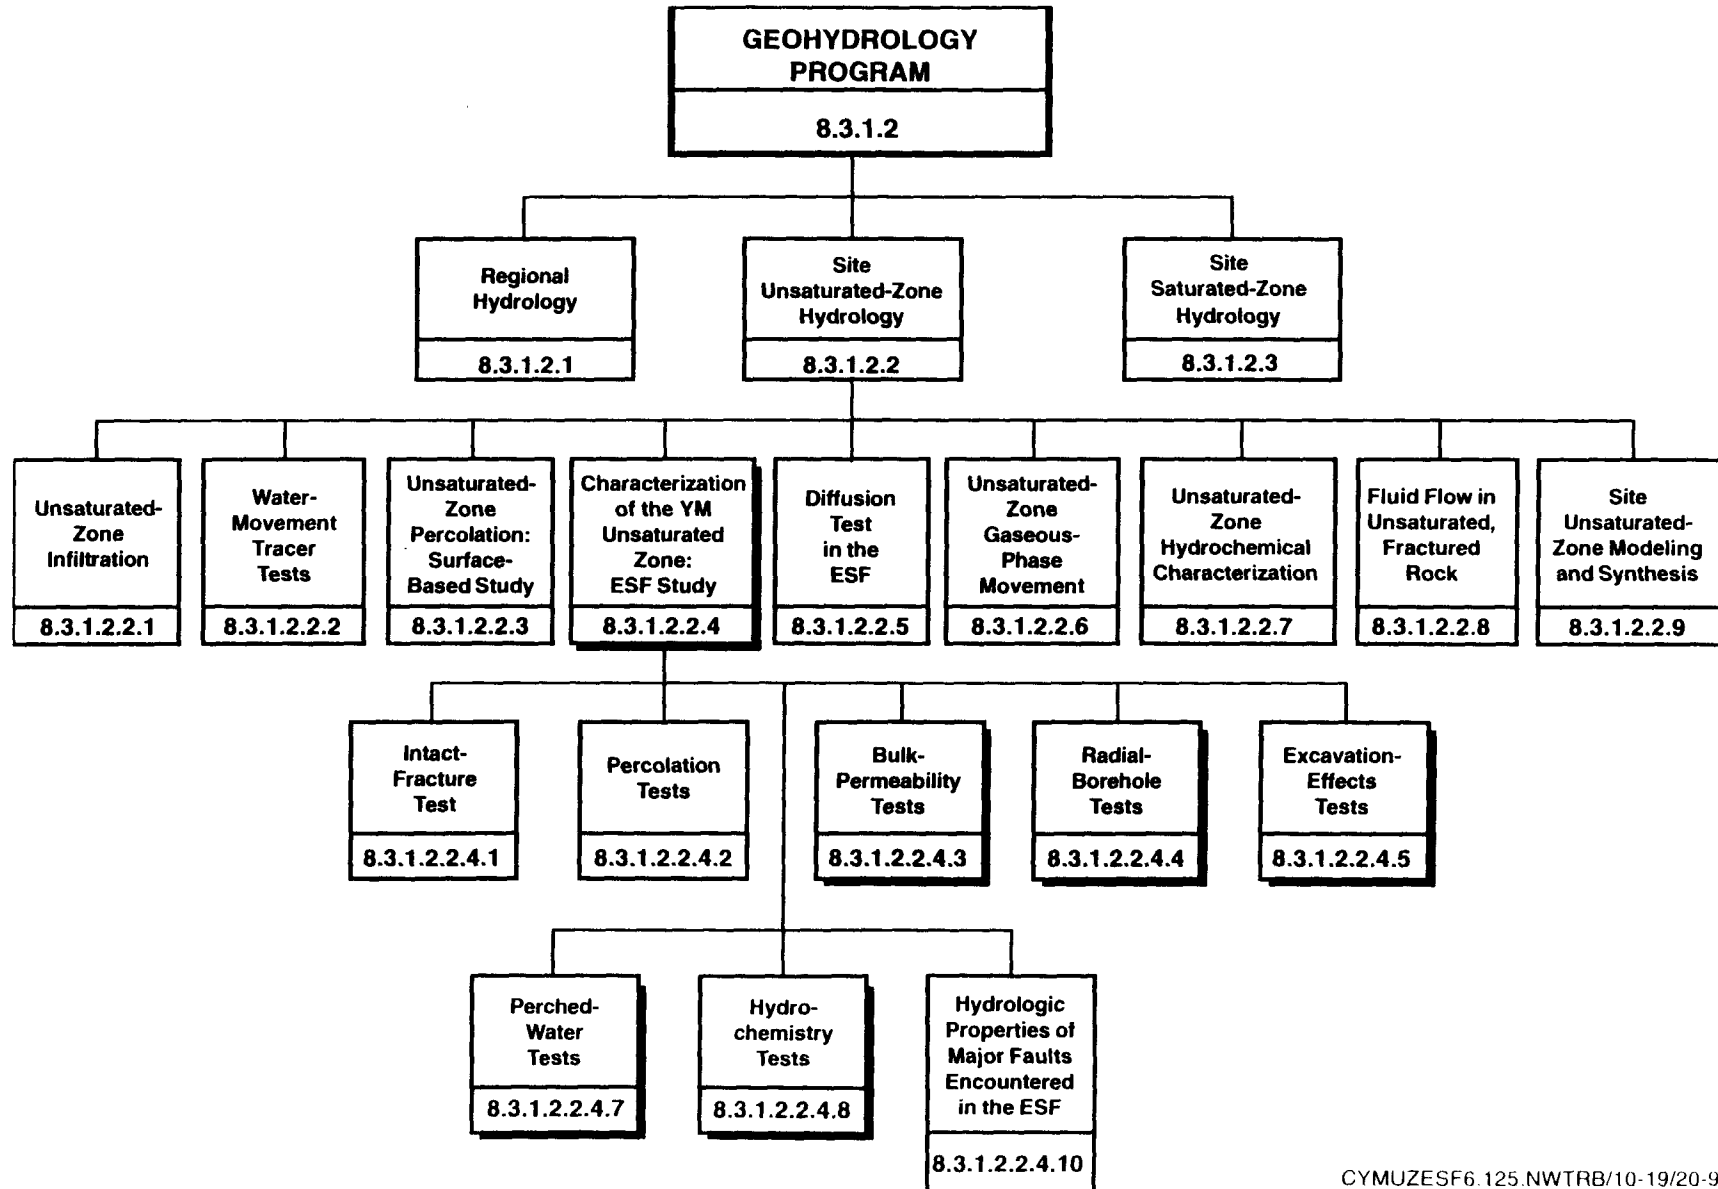 GEOHYDROLOGY
PROGRAM
8.3.1.2
Regional
Hydrology
8.3.1.2.1
Site
Unsaturated-Zone
Hydrology
8.3.1.2.2
Site
Saturated-Zone
Hydrology
8.3.1.2.3
Unsaturated-
Zone
Infiltration
8.3.1.2.2.1
Water-
Movement
Tracer
Tests
8.3.1.2.2.2
Unsaturated-
Zone
Percolation:
Surface-
Based Study
8.3.1.2.2.3
Characterization
of the YM
Unsaturated
Zone:
ESF Study
8.3.1.2.2.4
Diffusion
Test
in the
ESF
8.3.1.2.2.5
Unsaturated-
Zone
Gaseous-
Phase
Movement
8.3.1.2.2.6
Unsaturated-
Zone
Hydrochemical
Characterization
8.3.1.2.2.7
Fluid Flow in
Unsaturated,
Fractured
Rock
8.3.1.2.2.8
Site
Unsaturated-
Zone Modeling
and Synthesis
8.3.1.2.2.9
Intact-
Fracture
Test
8.3.1.2.2.4.1
Percolation
Tests
8.3.1.2.2.4.2
Bulk-
Permeability
Tests
8.3.1.2.2.4.3
Radial-
Borehole
Tests
8.3.1.2.2.4.4
Excavation-
Effects
Tests
8.3.1.2.2.4.5
Perched-
Water
Tests
8.3.1.2.2.4.7
Hydro-
chemistry
Tests
8.3.1.2.2.4.8
Hydrologic
Properties of
Major Faults
Encountered
in the ESF
8.3.1.2.2.4.10
CYMUZESF6.125.NWTRB/10-19/20-9